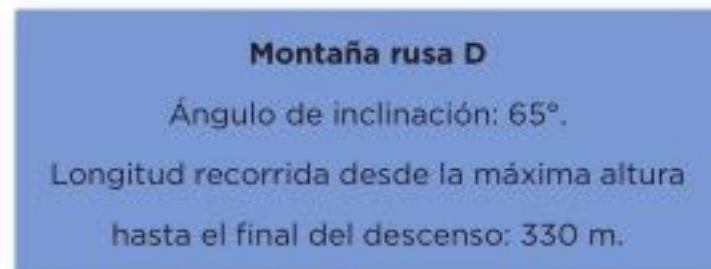 Montaña rusa D
Ángulo de inclinación: 65°.
Longitud recorrida desde la máxima altura
hasta el final del descenso: 330 m.